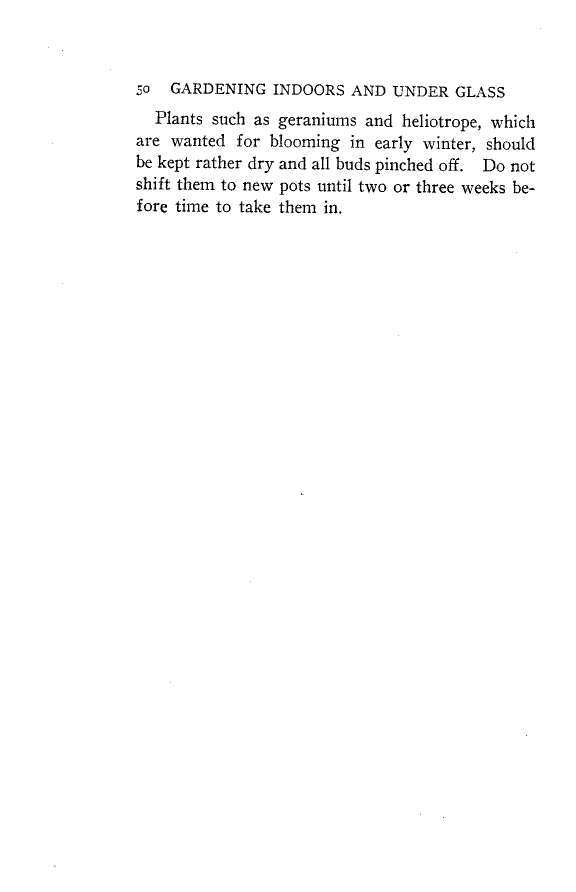 50 GARDENING INDOORS AND UNDER GLASS
Plants such as geraniums and heliotrope, which
are wanted for blooming in early winter, should
be kept rather dry and all buds pinched off. Do not
shift them to new pots until two or three weeks be-
fore time to take them in.